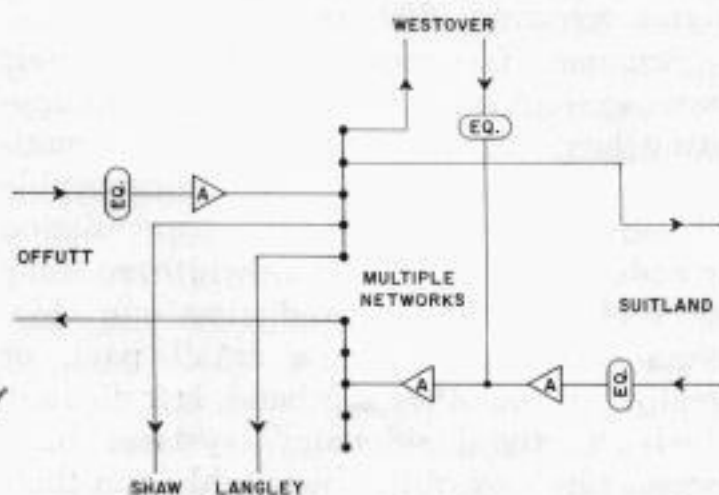 WESTOVER
EQ.
EQ.
A
OFFUTT
MULTIPLE
NETWORKS
SUITLAND
A
A
EQ.
SHAW
LANGLEY